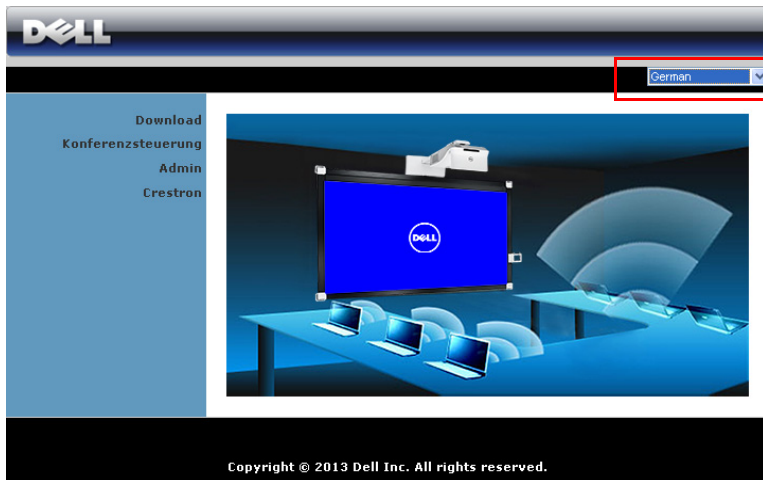 DELL
German
Download
Konferenzsteuerung
Admin
Crestron
DELL
Copyright © 2013 Dell Inc. All rights reserved.